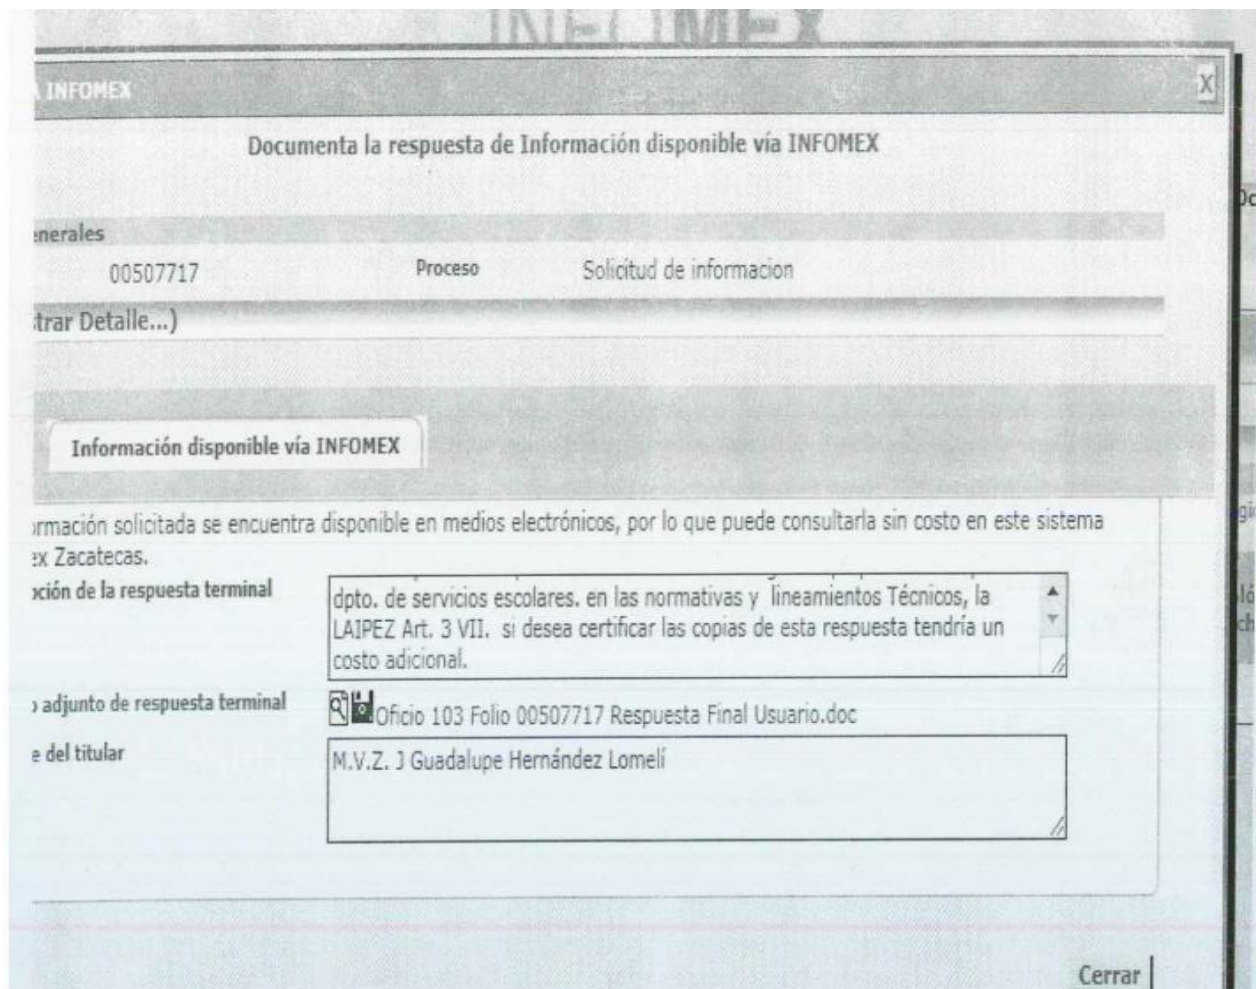 INFOMEX
A INFOMEX
X
Documenta la respuesta de Información disponible vía INFOMEX
enerales
00507717 Proceso Solicitud de informacion
trar Detalle...)
Información disponible vía INFOMEX
ormación solicitada se encuentra disponible en medios electrónicos, por lo que puede consultarla sin costo en este sistema
ex Zacatecas.
oción de la respuesta terminal
dpto. de servicios escolares. en las normativas y lineamientos Técnicos, la
LAIPEZ Art. 3 VII. si desea certificar las copias de esta respuesta tendría un
costo adicional.
o adjunto de respuesta terminal
Oficio 103 Folio 00507717 Respuesta Final Usuario.doc
e del titular
M.V.Z. J Guadalupe Hernández Lomelí
Cerrar